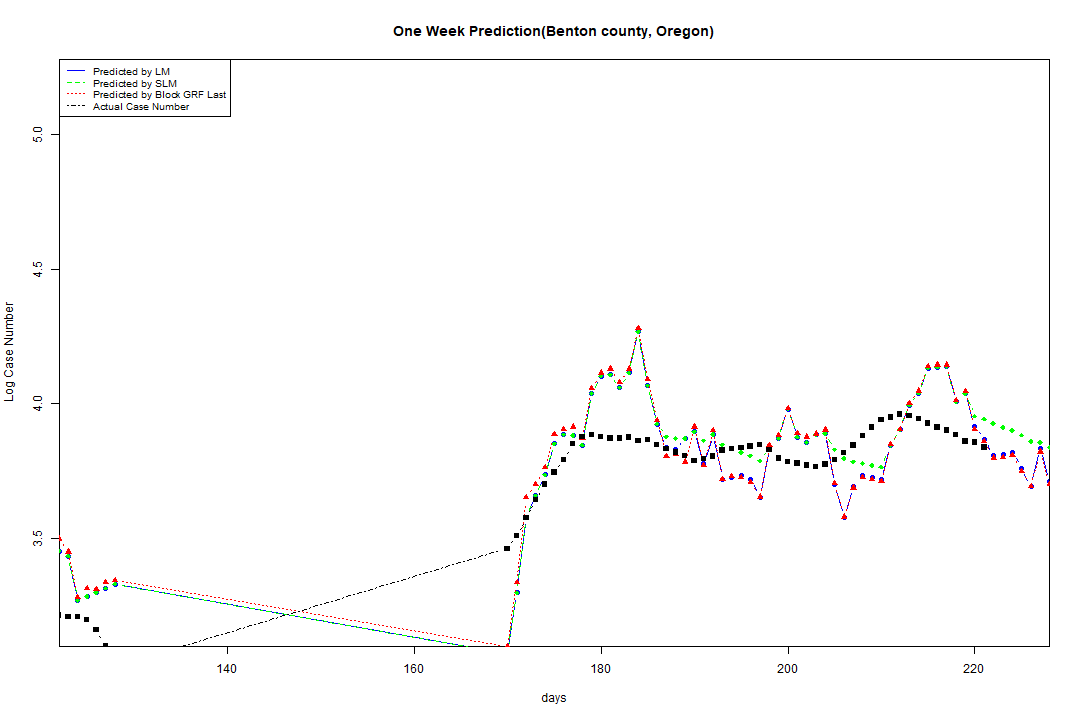 One Week Prediction(Benton county, Oregon)
Predicted by LM
Predicted by SLM
Predicted by Block GRF Last
Actual Case Number
5.0
4.5
4.0
3.5
Log Case Number
140 160 180 200 220
days